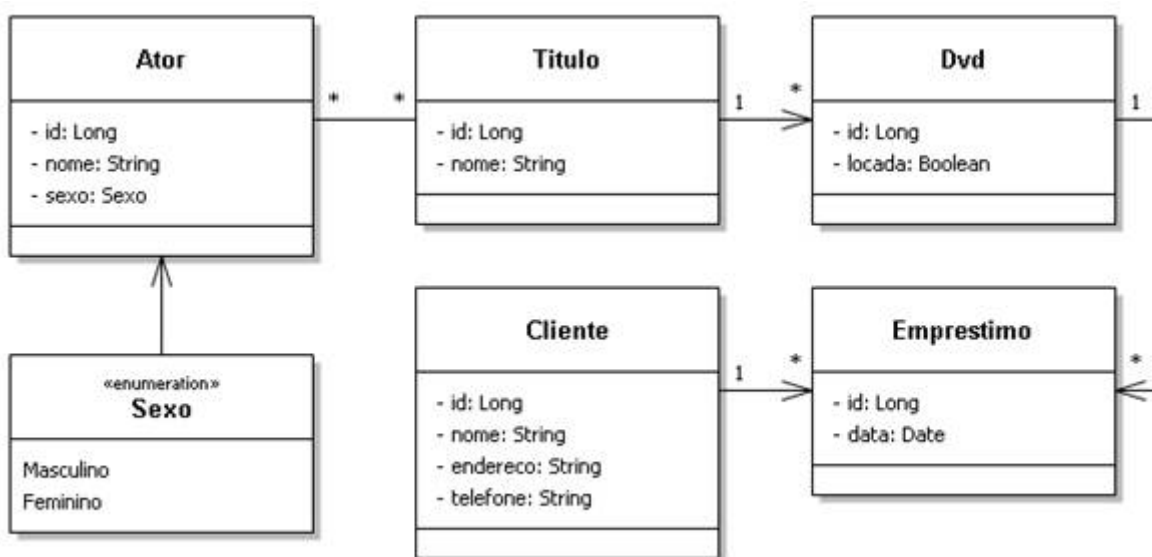 Ator
- id: Long
- nome: String
- sexo: Sexo
* *
Titulo
- id: Long
- nome: String
1 *
Dvd
- id: Long
- locada: Boolean
1
«enumeration»
Sexo
Masculino
Feminino
Cliente
- id: Long
- nome: String
- endereco: String
- telefone: String
1 *
Emprestimo
- id: Long
- data: Date
*